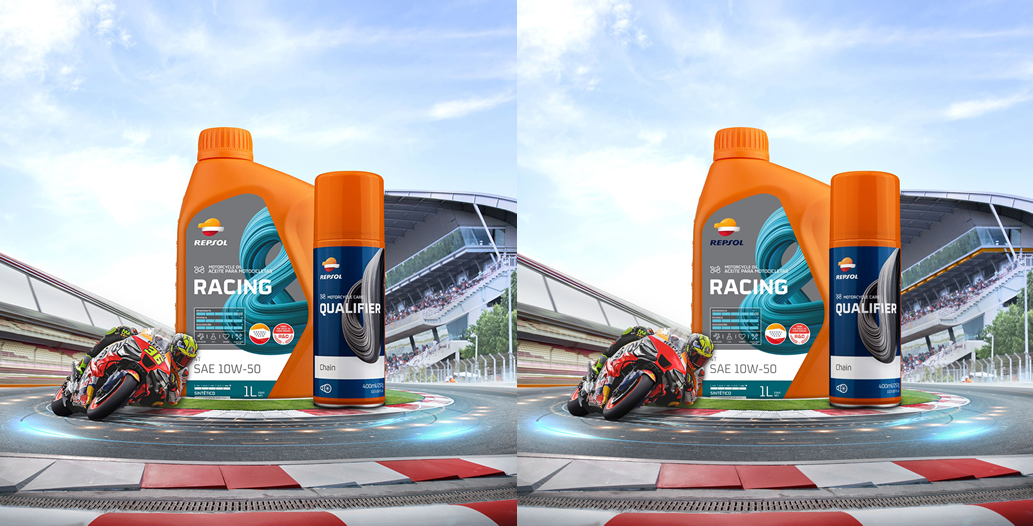 REPSOL
MOTORCYCLE OIL
ACEITE PARA MOTOCICLETAS
RACING
SAE 10W-50
SINTÉTICO
1L
REPSOL
MOTORCYCLE CARE
QUALIFIER
Chain
400ml
36
REPSOL
MOTORCYCLE OIL
ACEITE PARA MOTOCICLETAS
RACING
SAE 10W-50
SINTÉTICO
1L
REPSOL
MOTORCYCLE CARE
QUALIFIER
Chain
400ml